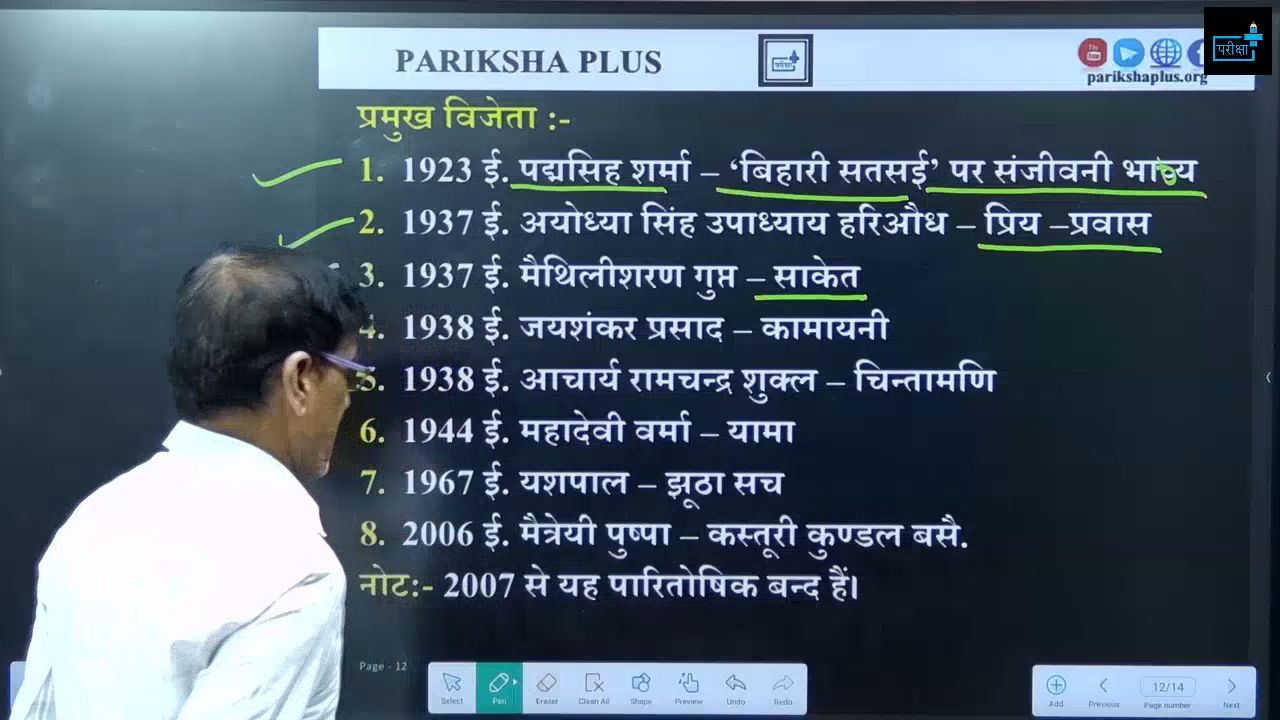 PARIKSHA PLUS
परीक्षा
parikshaplus.org
परीक्षा
प्रमुख विजेता :-
1. 1923 ई. पद्मसिह शर्मा – ‘बिहारी सतसई’ पर संजीवनी भाष्य
2. 1937 ई. अयोध्या सिंह उपाध्याय हरिऔध – प्रिय –प्रवास
3. 1937 ई. मैथिलीशरण गुप्त – साकेत
4. 1938 ई. जयशंकर प्रसाद – कामायनी
5. 1938 ई. आचार्य रामचन्द्र शुक्ल – चिन्तामणि
6. 1944 ई. महादेवी वर्मा – यामा
7. 1967 ई. यशपाल – झूठा सच
8. 2006 ई. मैत्रेयी पुष्पा – कस्तूरी कुण्डल बसै.
नोट:- 2007 से यह पारितोषिक बन्द हैं।
Page - 12
Select Pen Eraser Clean All Shape Preview Undo Redo
12/14
Add Previous Page number Next